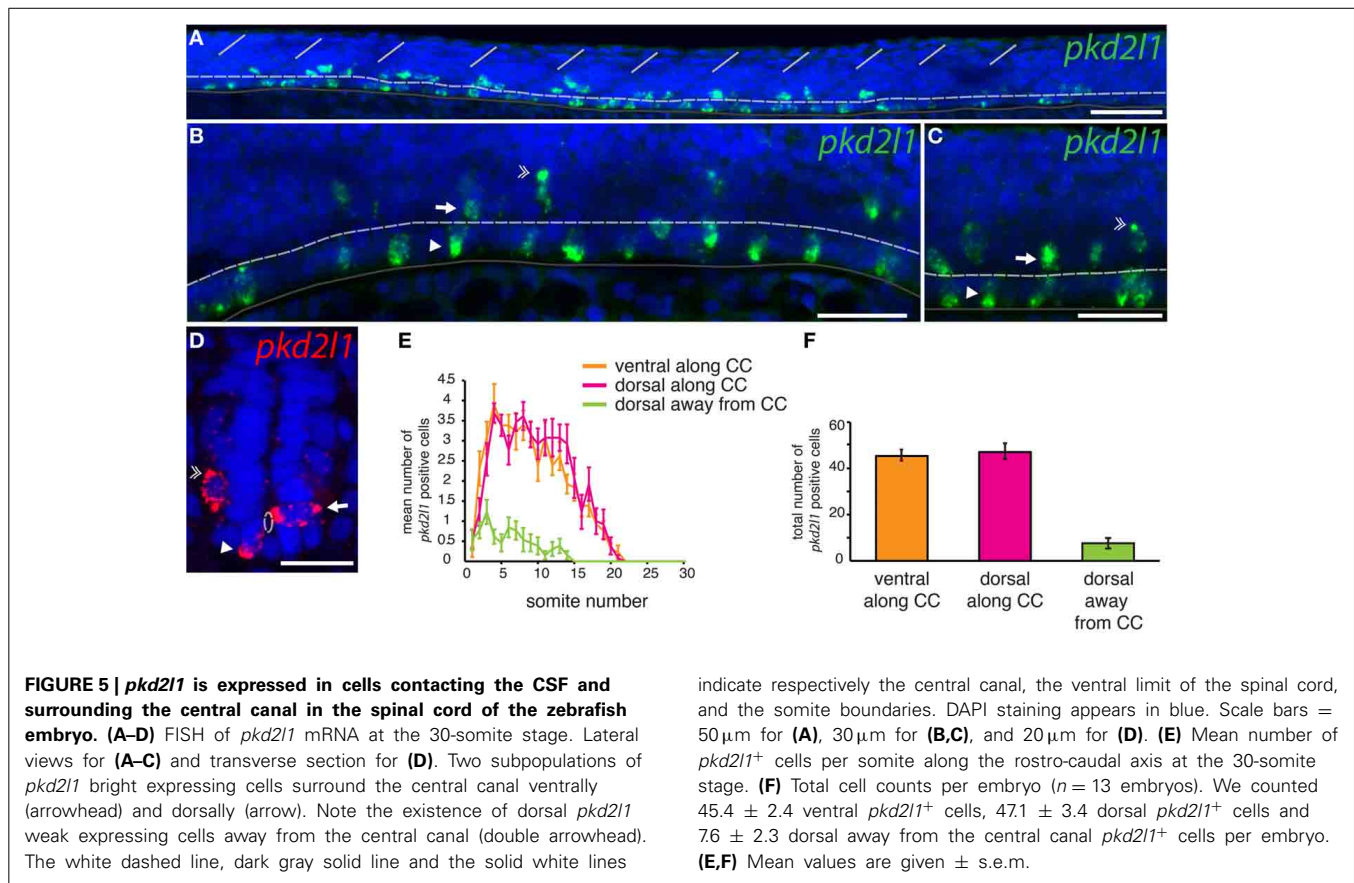 A
pkd2l1
B
pkd2l1
C
pkd2l1
D
pkd2l1
E
ventral along CC
dorsal along CC
dorsal away from CC
mean number of
pkd2l1 positive cells
4.5
4
3.5
3
2.5
2
1.5
1
0.5
0
0 5 10 15 20 25 30
somite number
F
total number of
pkd2l1 positive cells
60
40
20
0
ventral
along CC
dorsal
along CC
dorsal
away
from CC
FIGURE 5 | pkd2l1 is expressed in cells contacting the CSF and
surrounding the central canal in the spinal cord of the zebrafish
embryo. (A–D) FISH of pkd2l1 mRNA at the 30-somite stage. Lateral
views for (A–C) and transverse section for (D). Two subpopulations of
pkd2l1 bright expressing cells surround the central canal ventrally
(arrowhead) and dorsally (arrow). Note the existence of dorsal pkd2l1
weak expressing cells away from the central canal (double arrowhead).
The white dashed line, dark gray solid line and the solid white lines
indicate respectively the central canal, the ventral limit of the spinal cord,
and the somite boundaries. DAPI staining appears in blue. Scale bars =
50 μm for (A), 30 μm for (B,C), and 20 μm for (D). (E) Mean number of
pkd2l1⁺ cells per somite along the rostro-caudal axis at the 30-somite
stage. (F) Total cell counts per embryo (n = 13 embryos). We counted
45.4 ± 2.4 ventral pkd2l1⁺ cells, 47.1 ± 3.4 dorsal pkd2l1⁺ cells and
7.6 ± 2.3 dorsal away from the central canal pkd2l1⁺ cells per embryo.
(E,F) Mean values are given ± s.e.m.